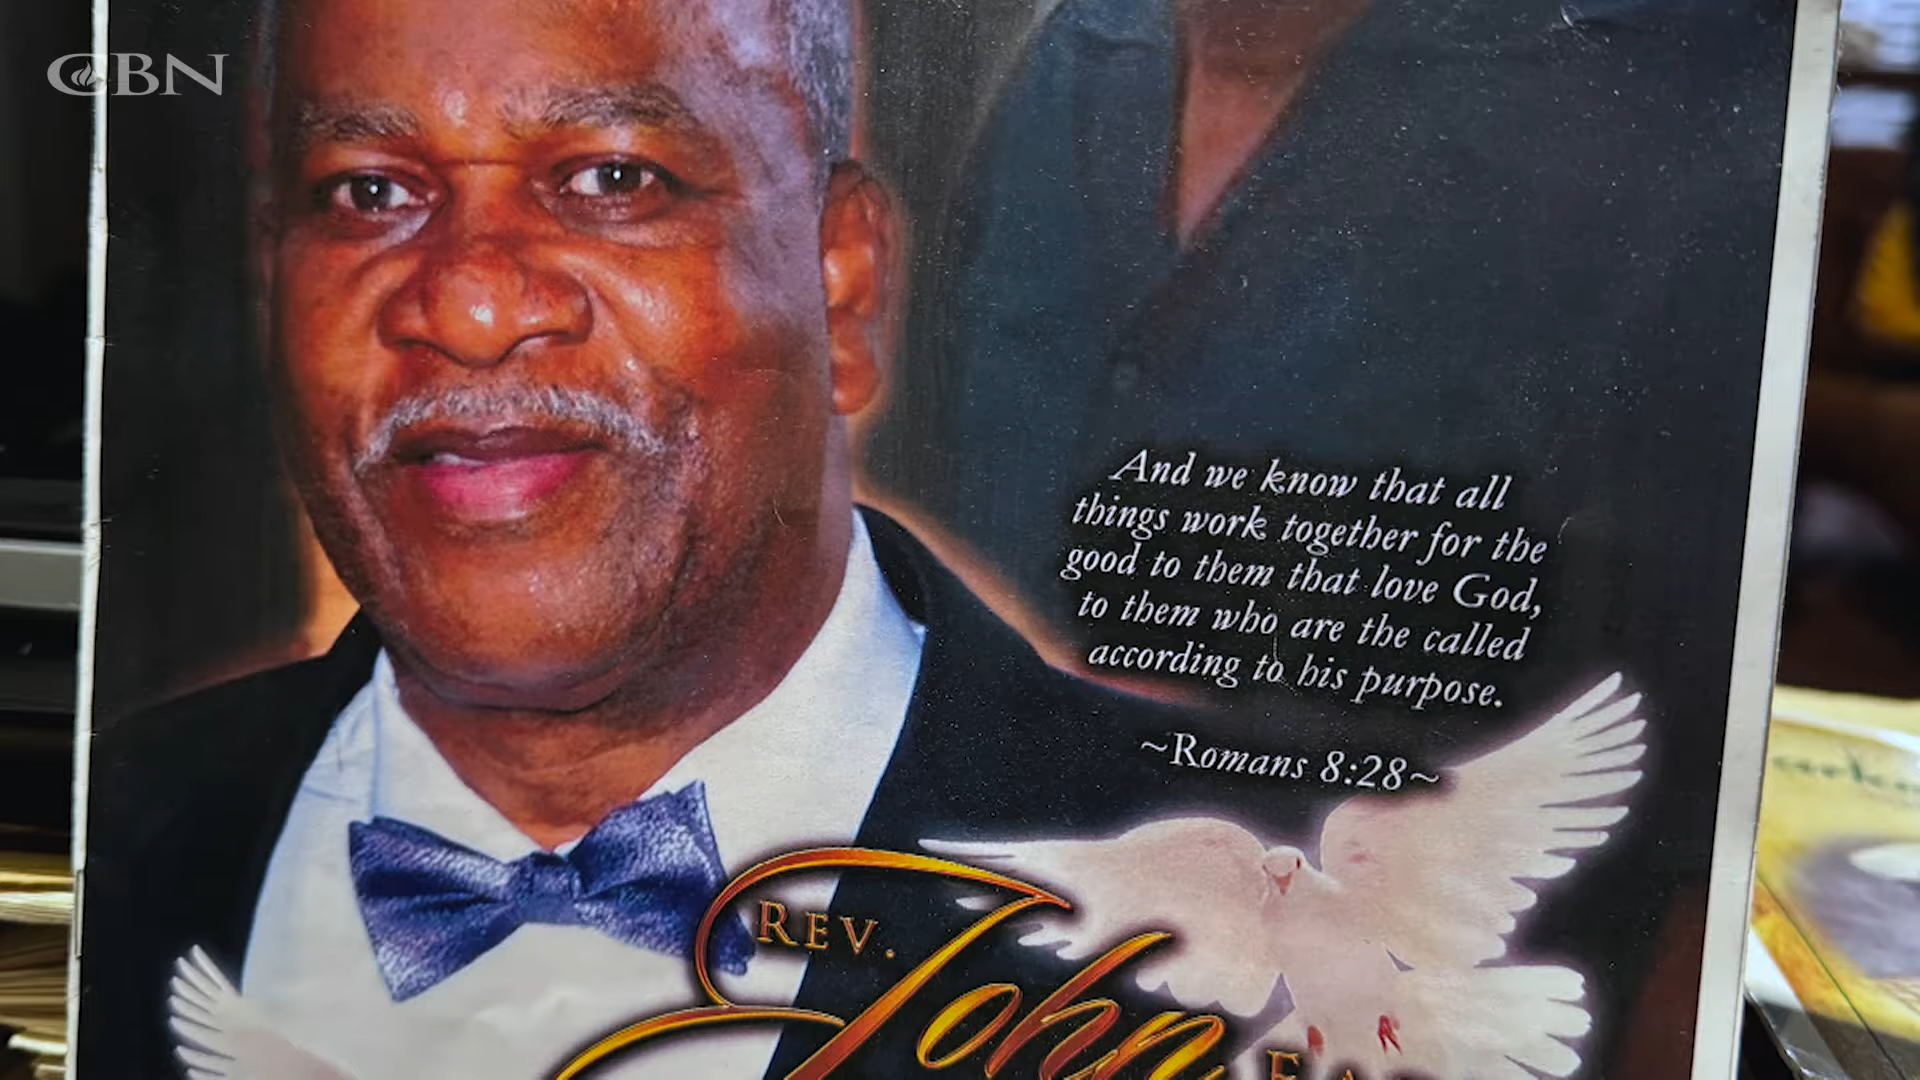 CBN
And we know that all
things work together for the
good to them that love God,
to them who are the called
according to his purpose.
~Romans 8:28~
REV.
John